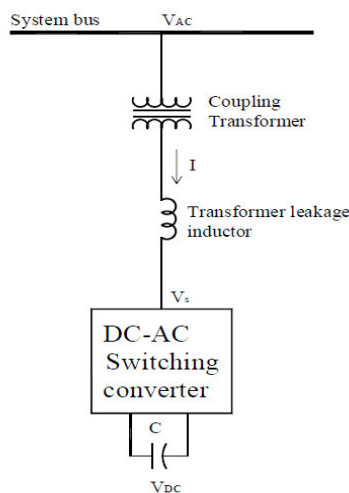 System bus
VAC
Coupling
Transformer
I
Transformer leakage
inductor
Vs
DC-AC
Switching
converter
C
VDC